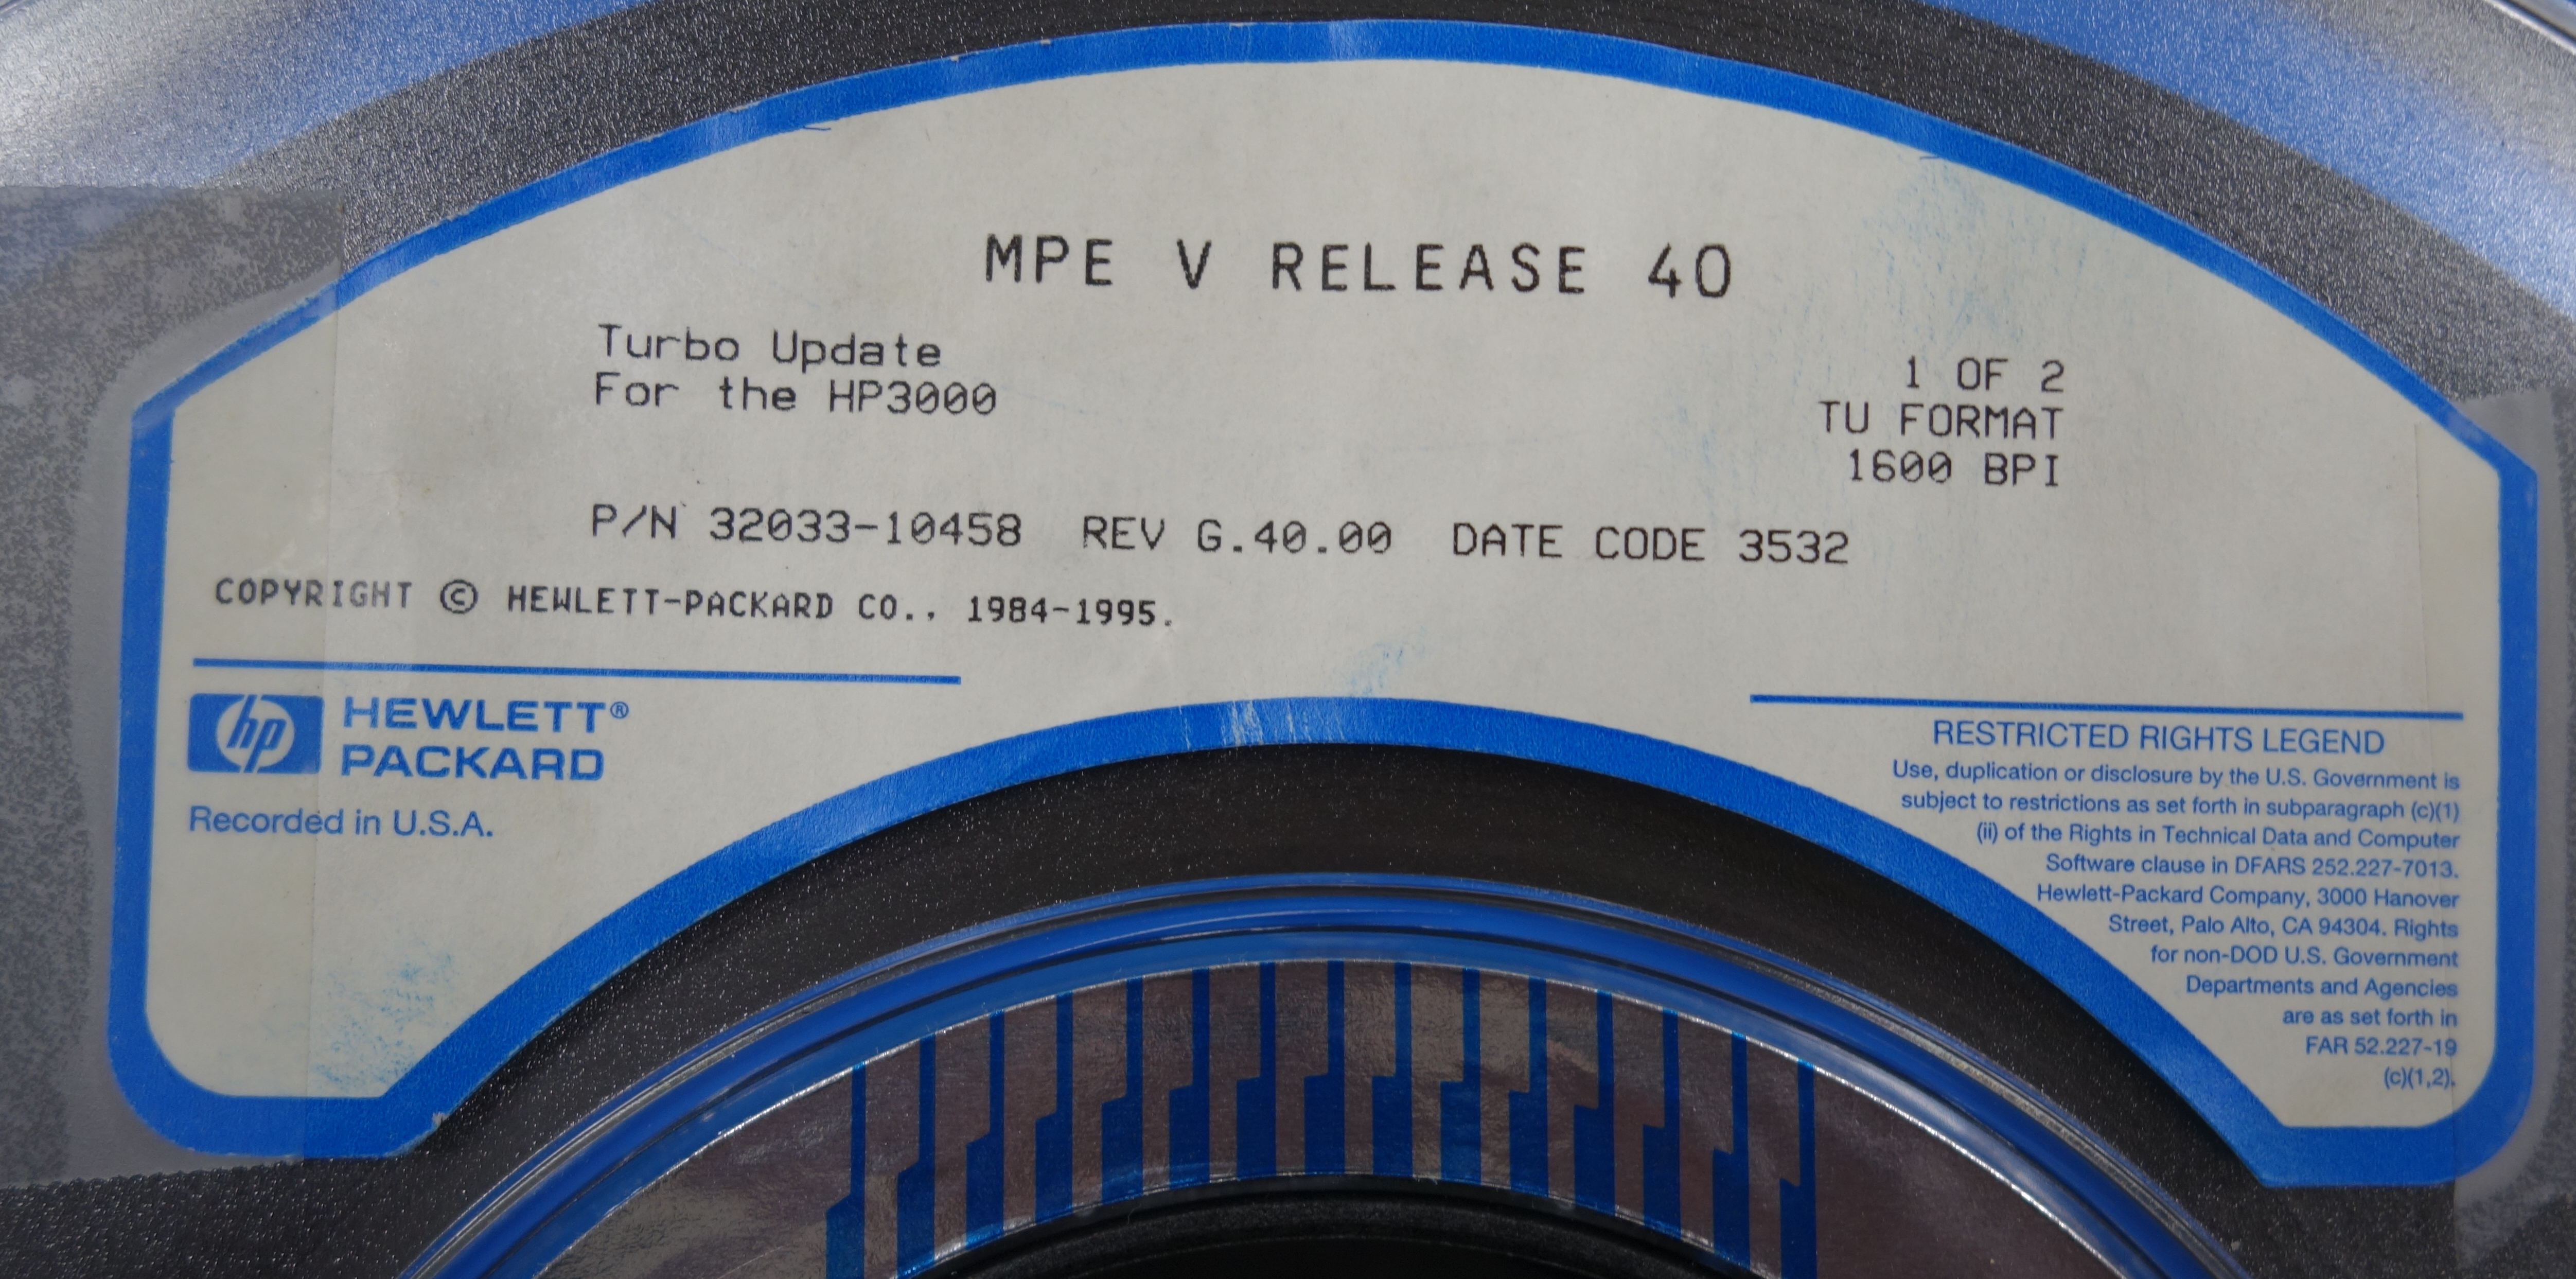 MPE V RELEASE 40
Turbo Update
For the HP3000
1 OF 2
TU FORMAT
1600 BPI
P/N 32033-10458 REV G.40.00 DATE CODE 3532
COPYRIGHT © HEWLETT-PACKARD CO., 1984-1995.
hp HEWLETT®
PACKARD
Recorded in U.S.A.
RESTRICTED RIGHTS LEGEND
Use, duplication or disclosure by the U.S. Government is
subject to restrictions as set forth in subparagraph (c)(1)
(ii) of the Rights in Technical Data and Computer
Software clause in DFARS 252.227-7013.
Hewlett-Packard Company, 3000 Hanover
Street, Palo Alto, CA 94304. Rights
for non-DOD U.S. Government
Departments and Agencies
are as set forth in
FAR 52.227-19
(c)(1,2).